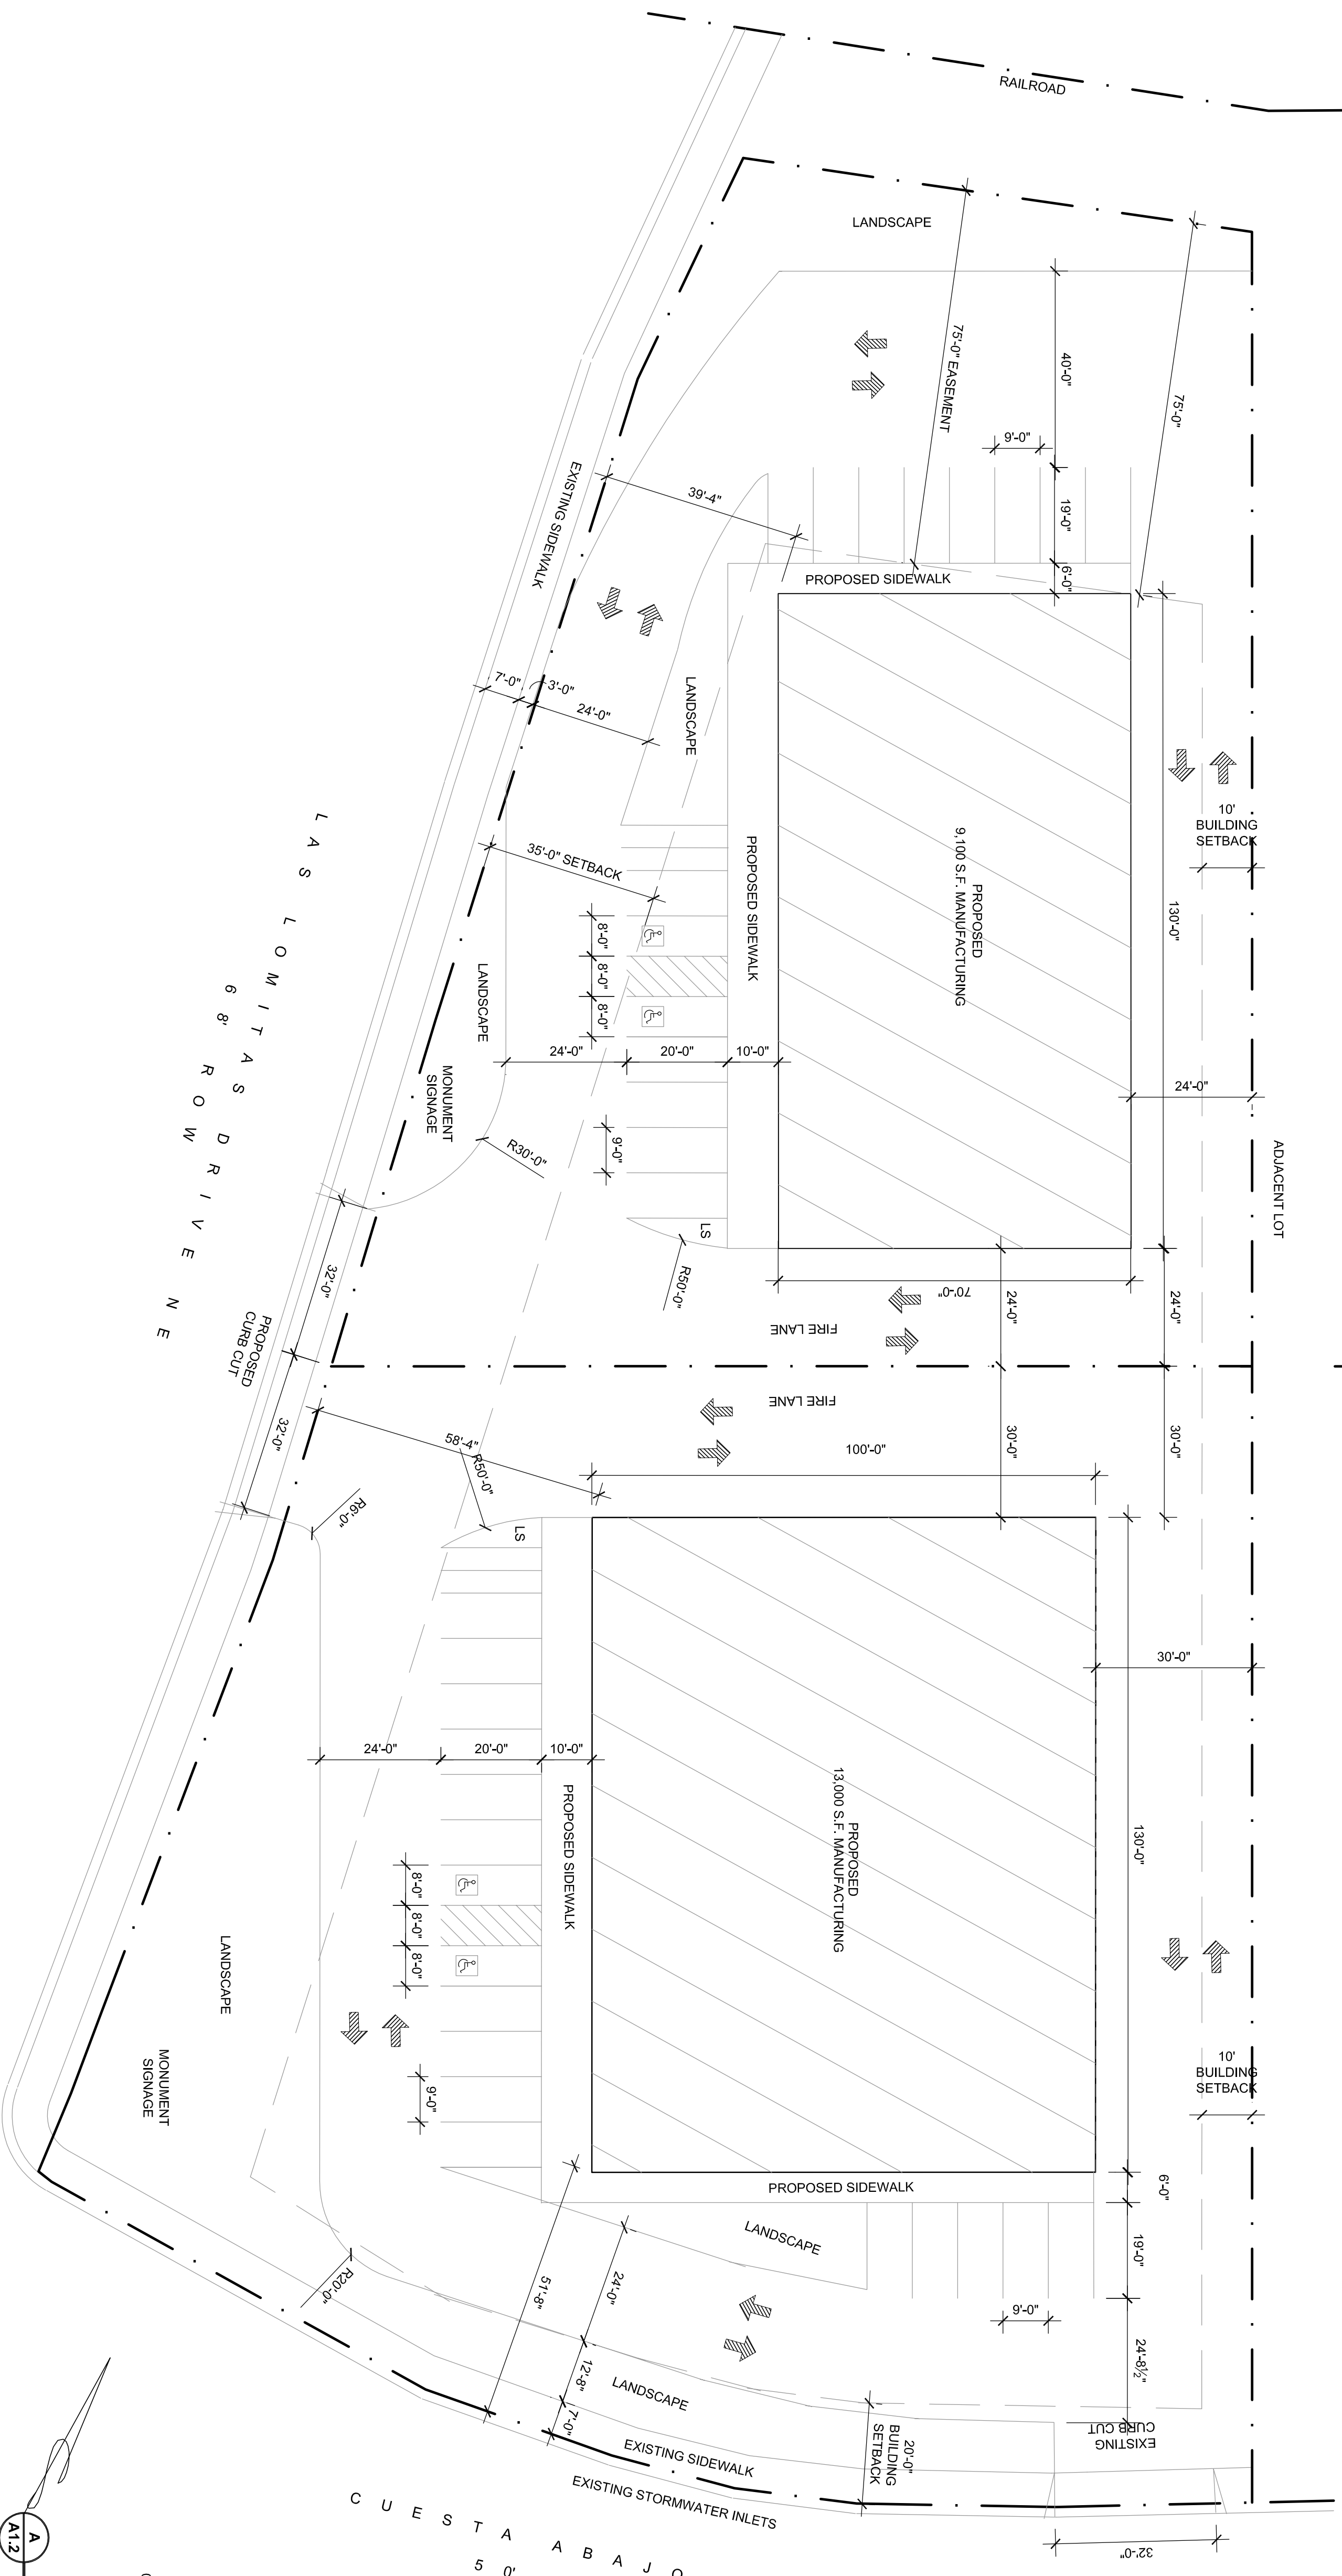 RAILROAD
LANDSCAPE
75'-0" EASEMENT
40'-0"
75'-0"
9'-0"
19'-0"
39'-4"
EXISTING SIDEWALK
PROPOSED SIDEWALK
6'-0"
7'-0"
3'-0"
24'-0"
LANDSCAPE
10'
BUILDING
SETBACK
LAS LOMITAS DRIVE NE
68' ROW
35'-0" SETBACK
PROPOSED SIDEWALK
PROPOSED
9,100 S.F. MANUFACTURING
130'-0"
8'-0"
8'-0"
8'-0"
LANDSCAPE
24'-0"
20'-0"
10'-0"
24'-0"
MONUMENT
SIGNAGE
R30'-0"
9'-0"
ADJACENT LOT
LS
R50'-0"
32'-0"
70'-0"
24'-0"
24'-0"
PROPOSED
CURB CUT
FIRE LANE
FIRE LANE
32'-0"
58'-4"
R50'-0"
100'-0"
30'-0"
30'-0"
R6'-0"
LS
30'-0"
24'-0"
20'-0"
10'-0"
PROPOSED SIDEWALK
PROPOSED
13,000 S.F. MANUFACTURING
130'-0"
8'-0"
8'-0"
8'-0"
LANDSCAPE
MONUMENT
SIGNAGE
9'-0"
10'
BUILDING
SETBACK
PROPOSED SIDEWALK
6'-0"
LANDSCAPE
19'-0"
R20'-0"
51'-8"
24'-0"
9'-0"
24'-8½"
12'-8"
7'-0"
LANDSCAPE
20'-0"
BUILDING
SETBACK
EXISTING
CURB CUT
EXISTING SIDEWALK
EXISTING STORMWATER INLETS
32'-0"
CUESTA ABAJO
50'
A
A1.2